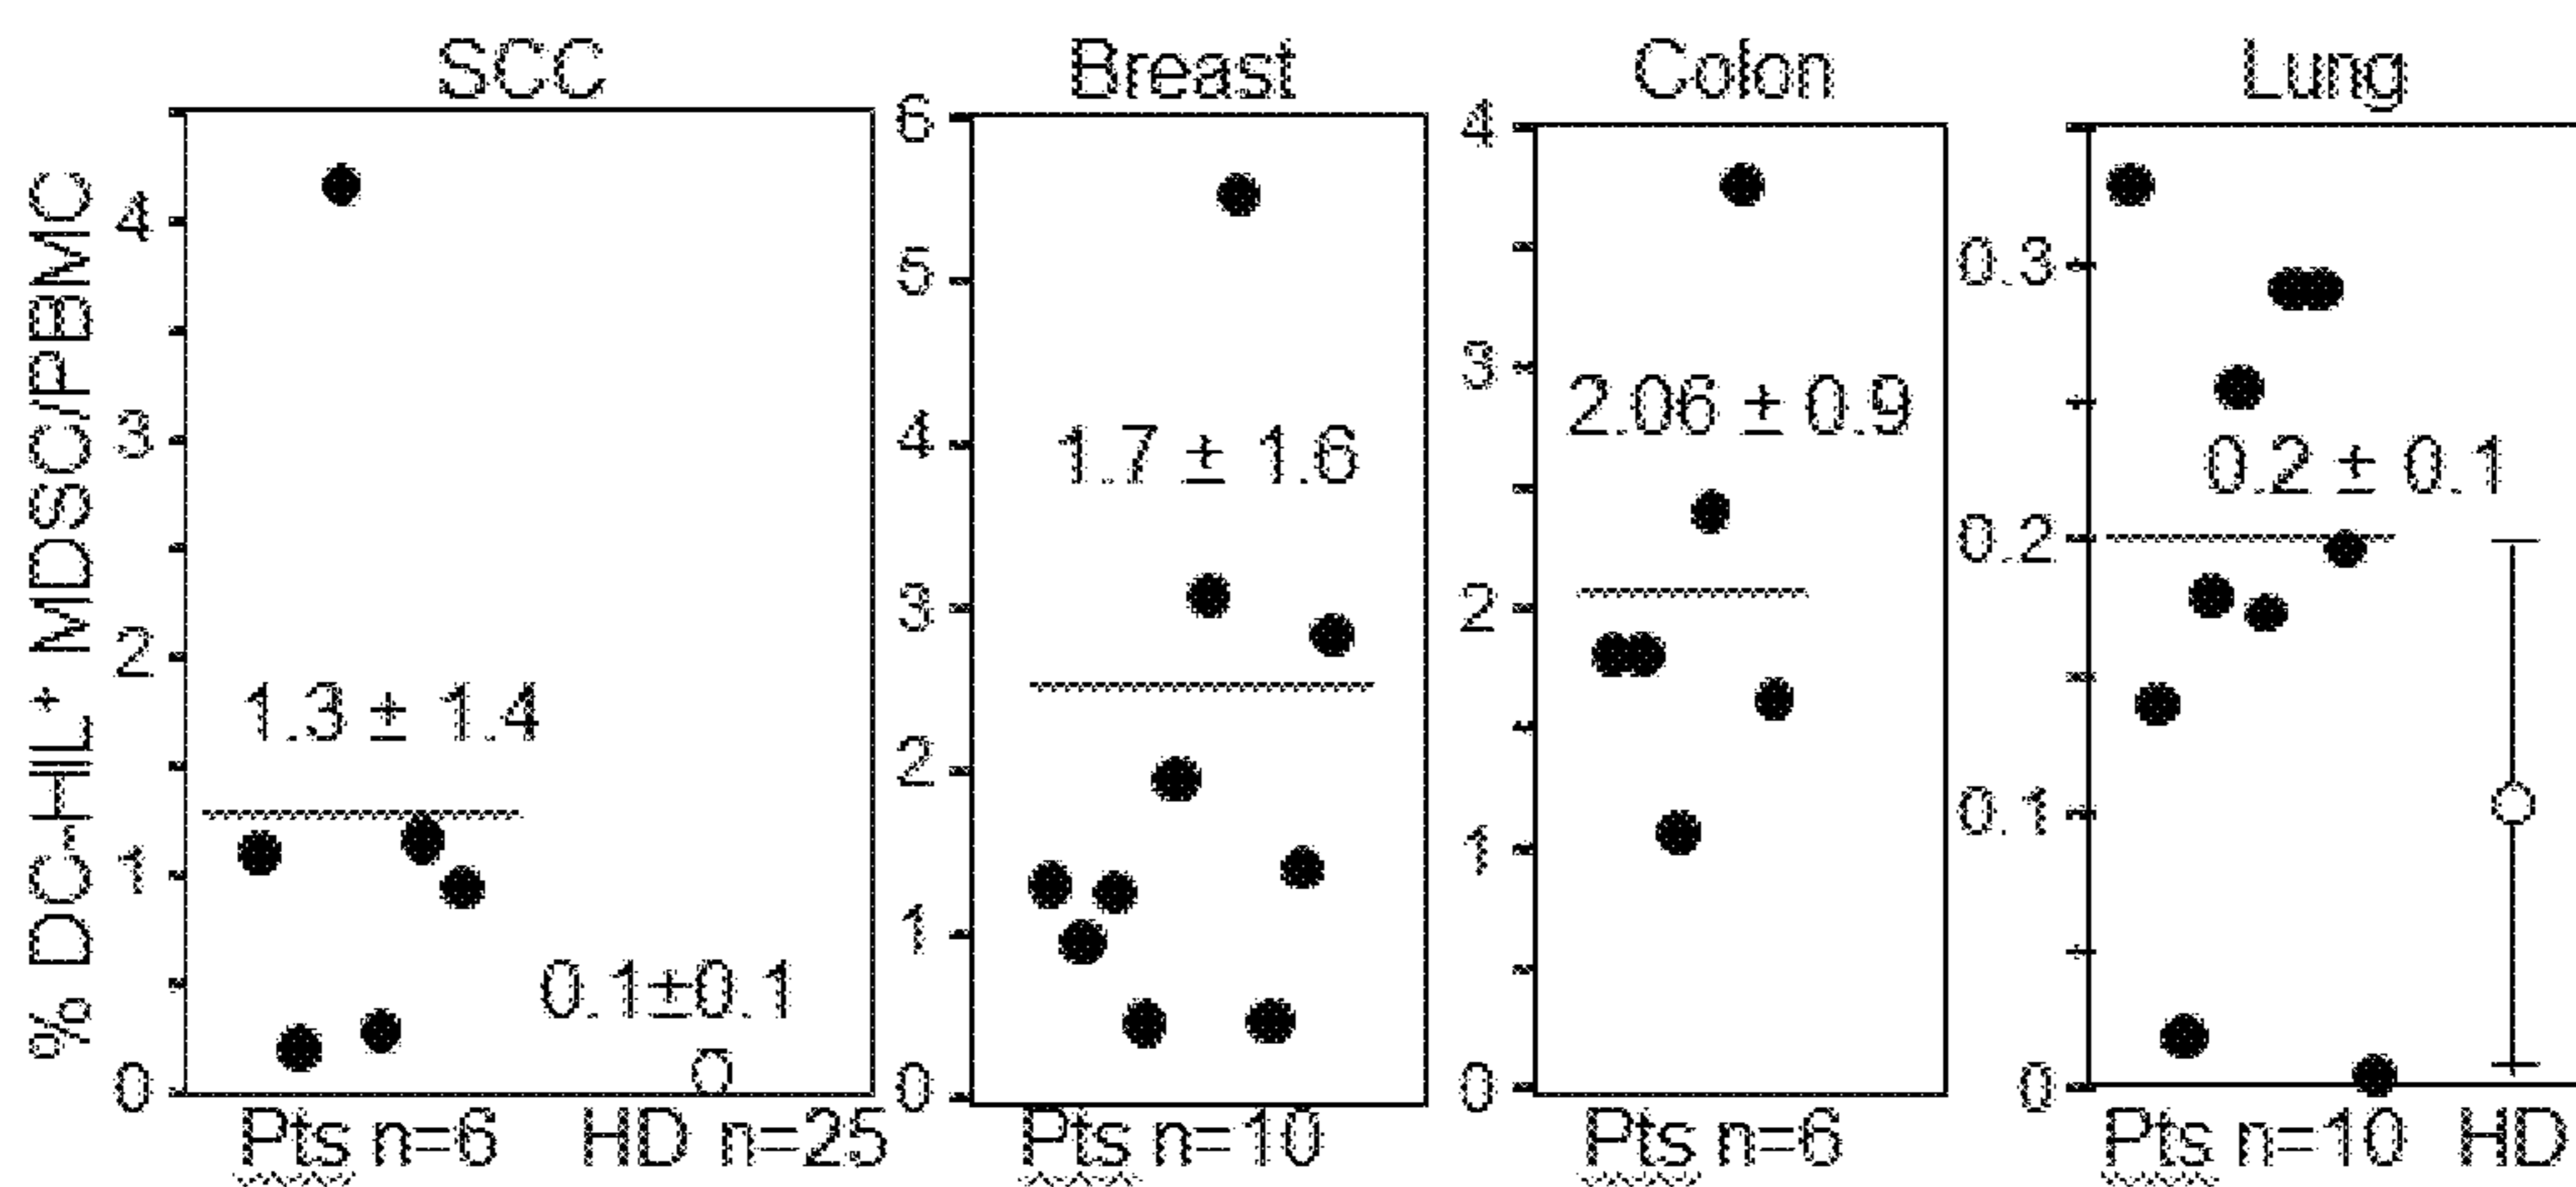 SCC
Breast
Colon
Lung
% DC-HIL+ MDSC/PBMC
4
3
2
1
0
1.3 ± 1.4
0.1±0.1
Pts n=6 HD n=25
6
5
4
3
2
1
0
1.7 ± 1.6
Pts n=10
4
3
2
1
0
2.06 ± 0.9
Pts n=6
0.3
0.2
0.1
0
0.2 ± 0.1
Pts n=10 HD